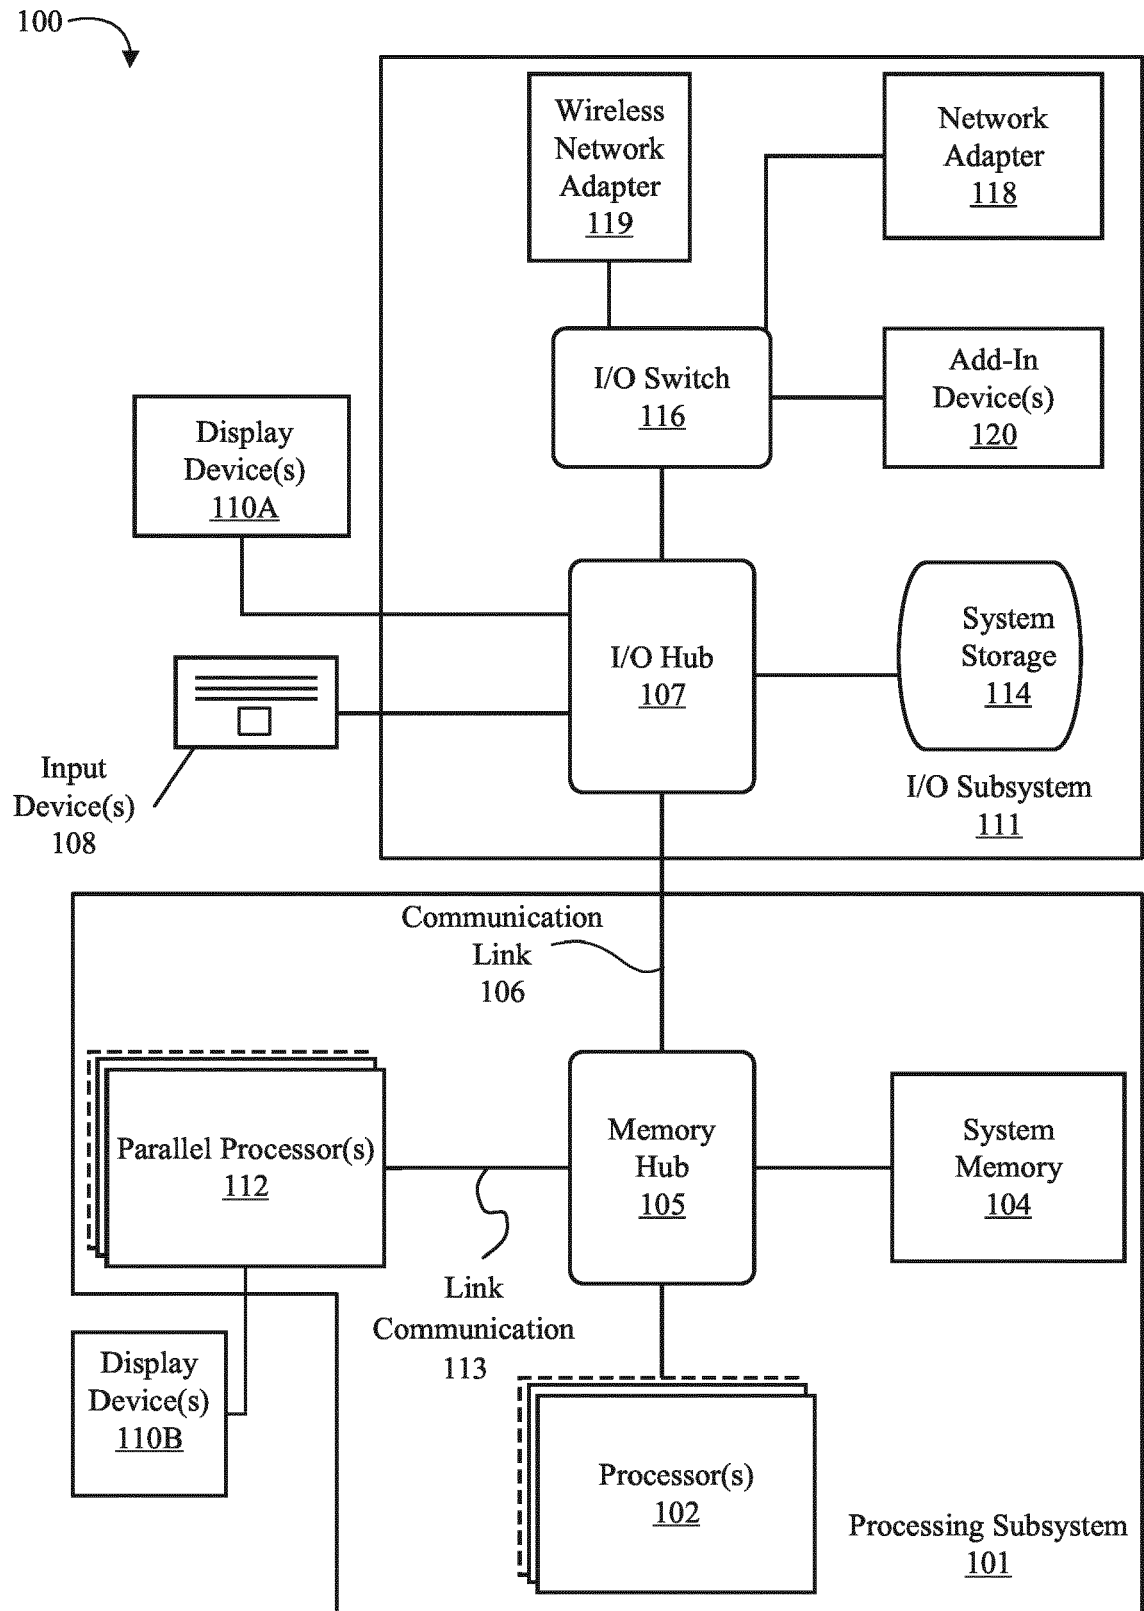 100
Wireless
Network
Adapter
119
Network
Adapter
118
I/O Switch
116
Add-In
Device(s)
120
Display
Device(s)
110A
I/O Hub
107
System
Storage
114
Input
Device(s)
108
I/O Subsystem
111
Communication
Link
106
Parallel Processor(s)
112
Memory
Hub
105
System
Memory
104
Link
Communication
113
Display
Device(s)
110B
Processor(s)
102
Processing Subsystem
101